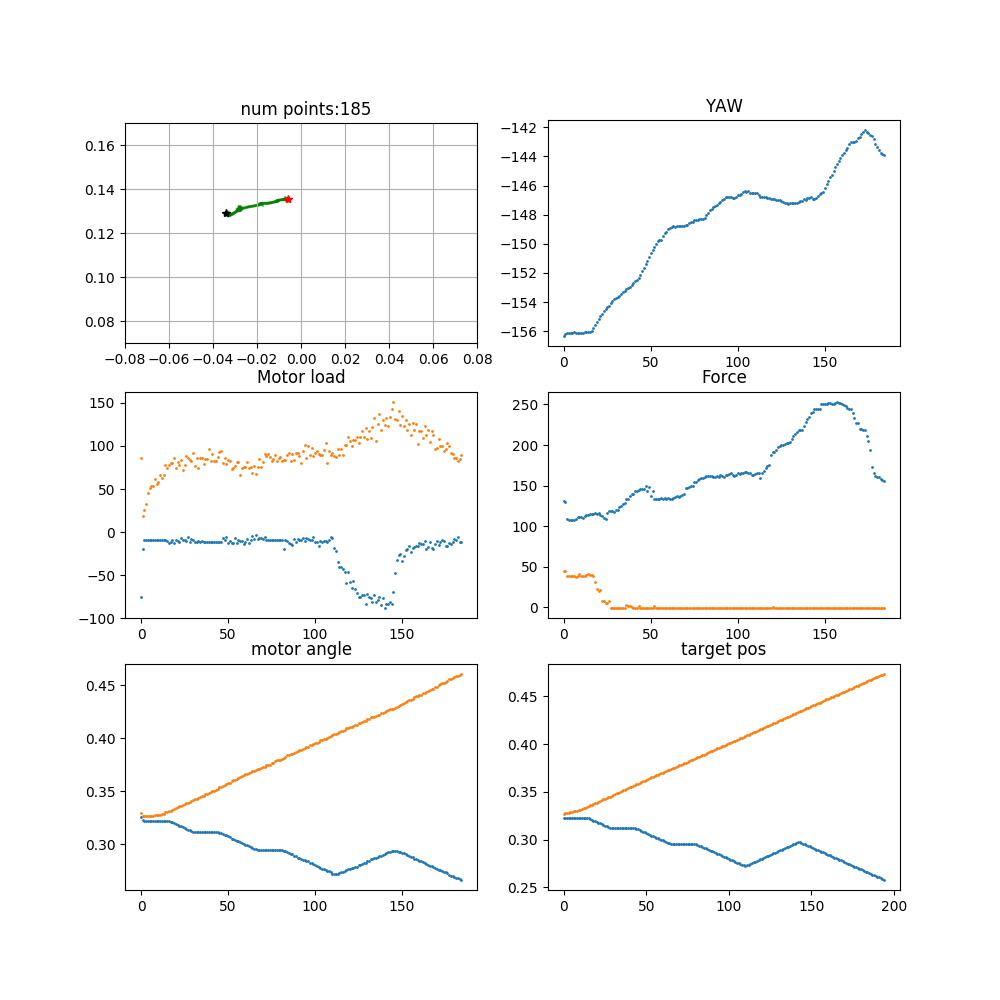 num points:185
YAW
0.16
0.14
0.12
0.10
0.08
−0.08 −0.06 −0.04 −0.02 0.00 0.02 0.04 0.06 0.08
−142
−144
−146
−148
−150
−152
−154
−156
0 50 100 150
Motor load
Force
150
100
50
0
−50
−100
0 50 100 150
250
200
150
100
50
0
0 50 100 150
motor angle
target pos
0.45
0.40
0.35
0.30
0 50 100 150
0.45
0.40
0.35
0.30
0.25
0 50 100 150 200